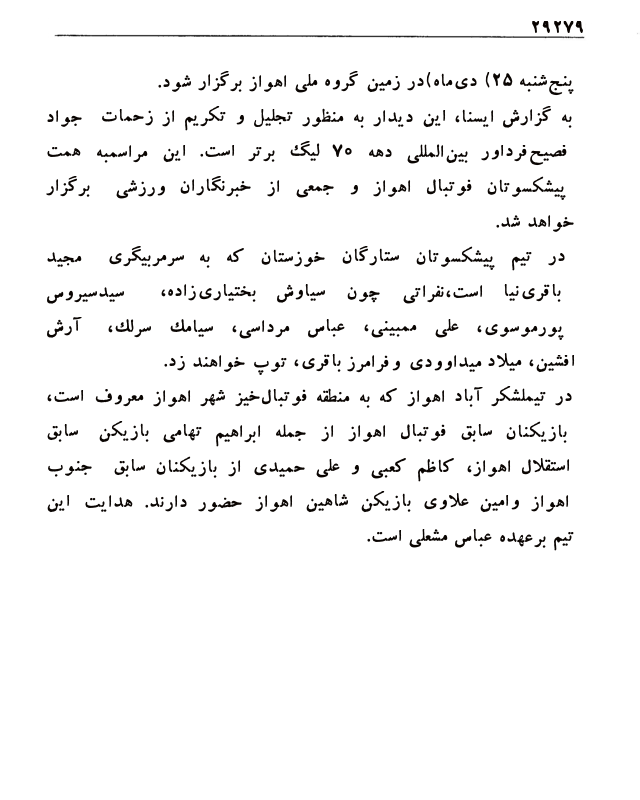 ۲۹۲۷۹
پنج‌شنبه ۲۵) دی‌ماه)در زمین گروه ملی اهواز برگزار شود.
به گزارش ایسنا، این دیدار به منظور تجلیل و تکریم از زحمات جواد
فصیح‌فرداور بین‌المللی دهه ۷۰ لیگ برتر است. این مراسمبه همت
پیشکسوتان فوتبال اهواز و جمعی از خبرنگاران ورزشی برگزار
خواهد شد.
در تیم پیشکسوتان ستارگان خوزستان که به سرمربیگری مجید
باقری‌نیا است،نفراتی چون سیاوش بختیاری‌زاده، سیدسیروس
پورموسوی، علی ممبینی، عباس مرداسی، سیامك سرلك، آرش
افشین، میلاد میداوودی وفرامرز باقری، توپ خواهند زد.
در تیملشکر آباد اهواز که به منطقه فوتبال‌خیز شهر اهواز معروف است،
بازیکنان سابق فوتبال اهواز از جمله ابراهیم تهامی بازیکن سابق
استقلال اهواز، کاظم کعبی و علی حمیدی از بازیکنان سابق جنوب
اهواز وامین علاوی بازیکن شاهین اهواز حضور دارند. هدایت این
تیم برعهده عباس مشعلی است.